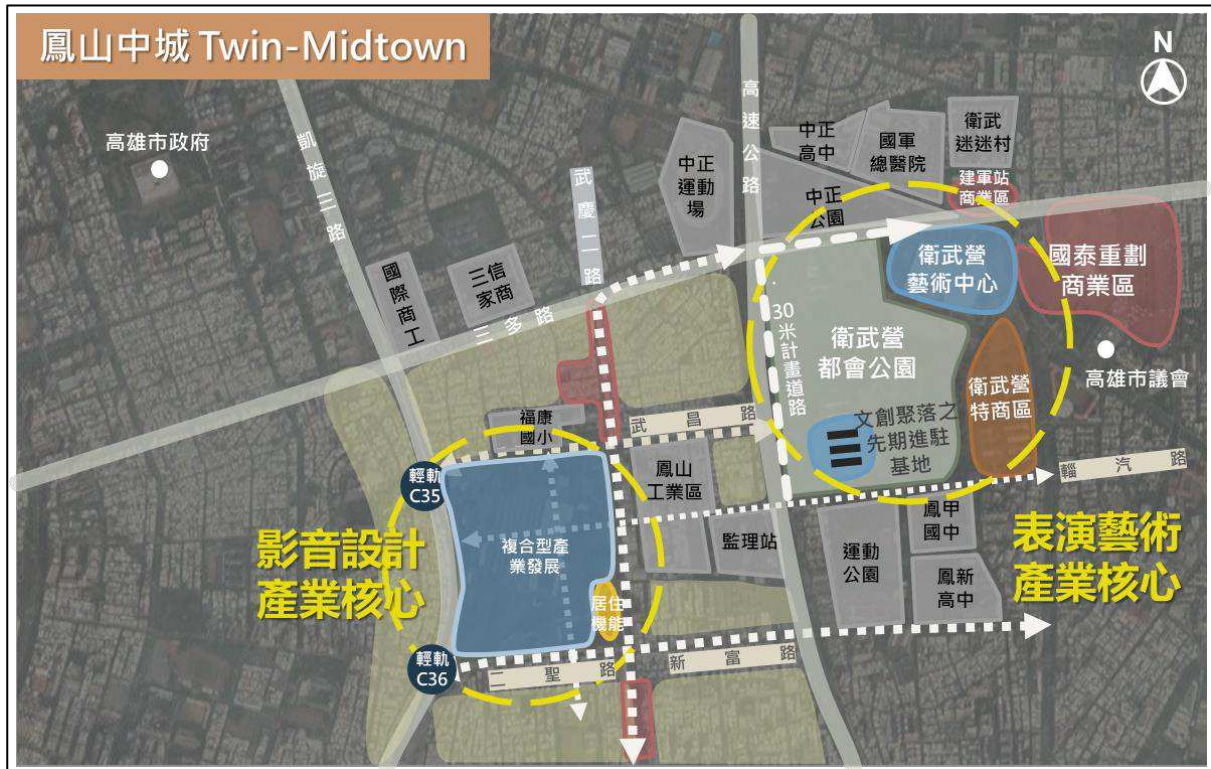 鳳山中城 Twin-Midtown
N
高雄市政府
凱旋三路
武慶二路
高速公路
中正
運動
場
中正
高中
國軍
總醫院
衛武
迷迷村
建軍站
商業區
中正
公園
國際商工
三信
家商
三多路
衛武營
藝術中心
國泰重劃
商業區
30米計畫道路
衛武營
都會公園
高雄市議會
衛武營
特商區
文創聚落之
先期進駐
基地
福康
國小
武昌路
輕軌
C35
鳳山
工業區
輜汽路
影音設計
產業核心
複合型產
業發展
監理站
運動
公園
鳳甲
國中
表演藝術
產業核心
居住
機能
鳳新
高中
輕軌
C36
二聖路
新富路